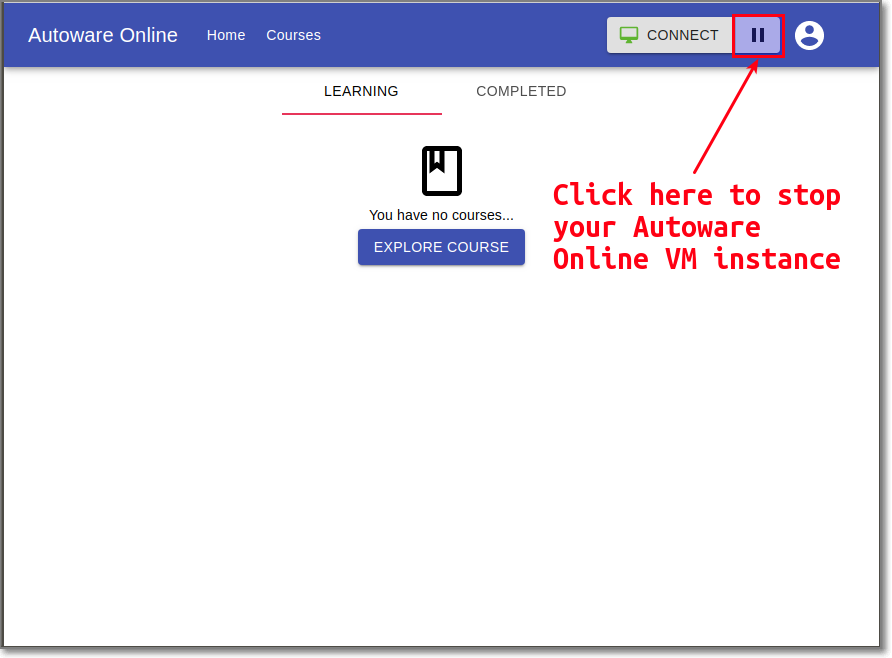 Autoware Online Home Courses CONNECT
LEARNING COMPLETED
You have no courses...
EXPLORE COURSE
Click here to stop
your Autoware
Online VM instance